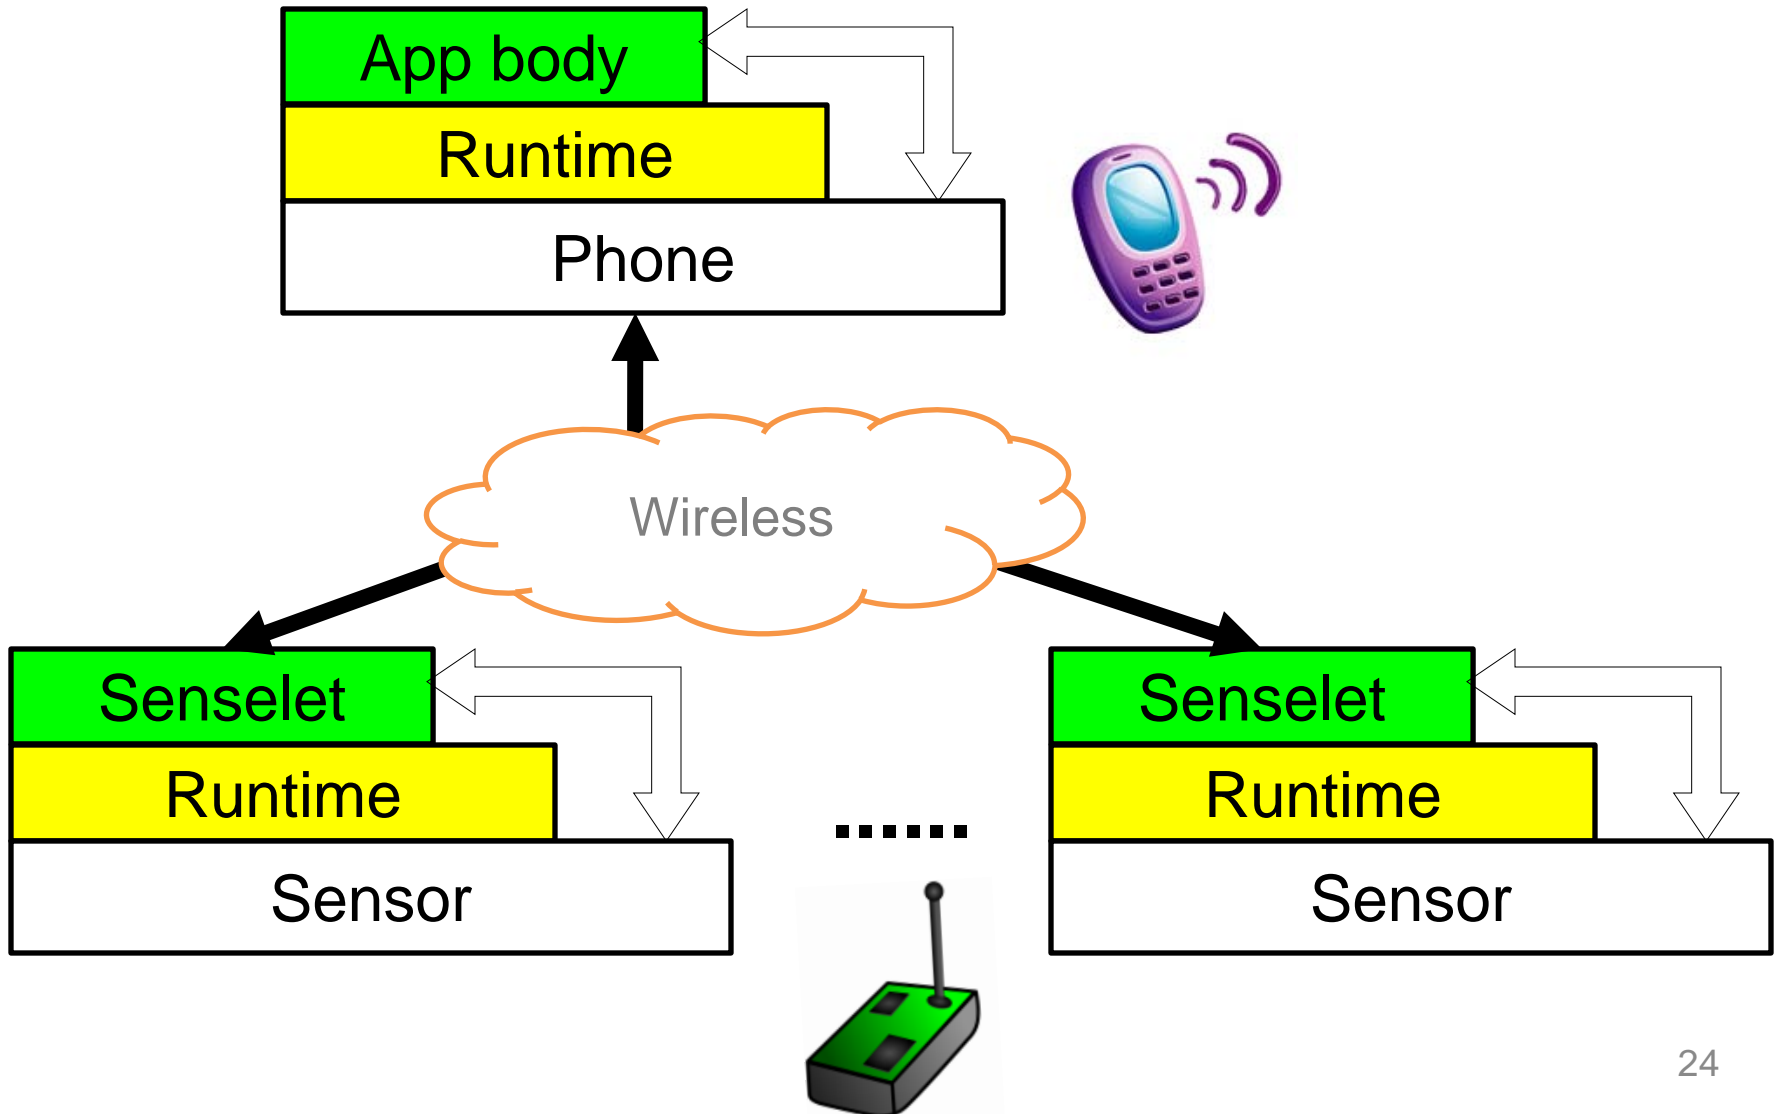 App body
Runtime
Phone
Wireless
Senselet
Runtime
Sensor
......
Senselet
Runtime
Sensor
24